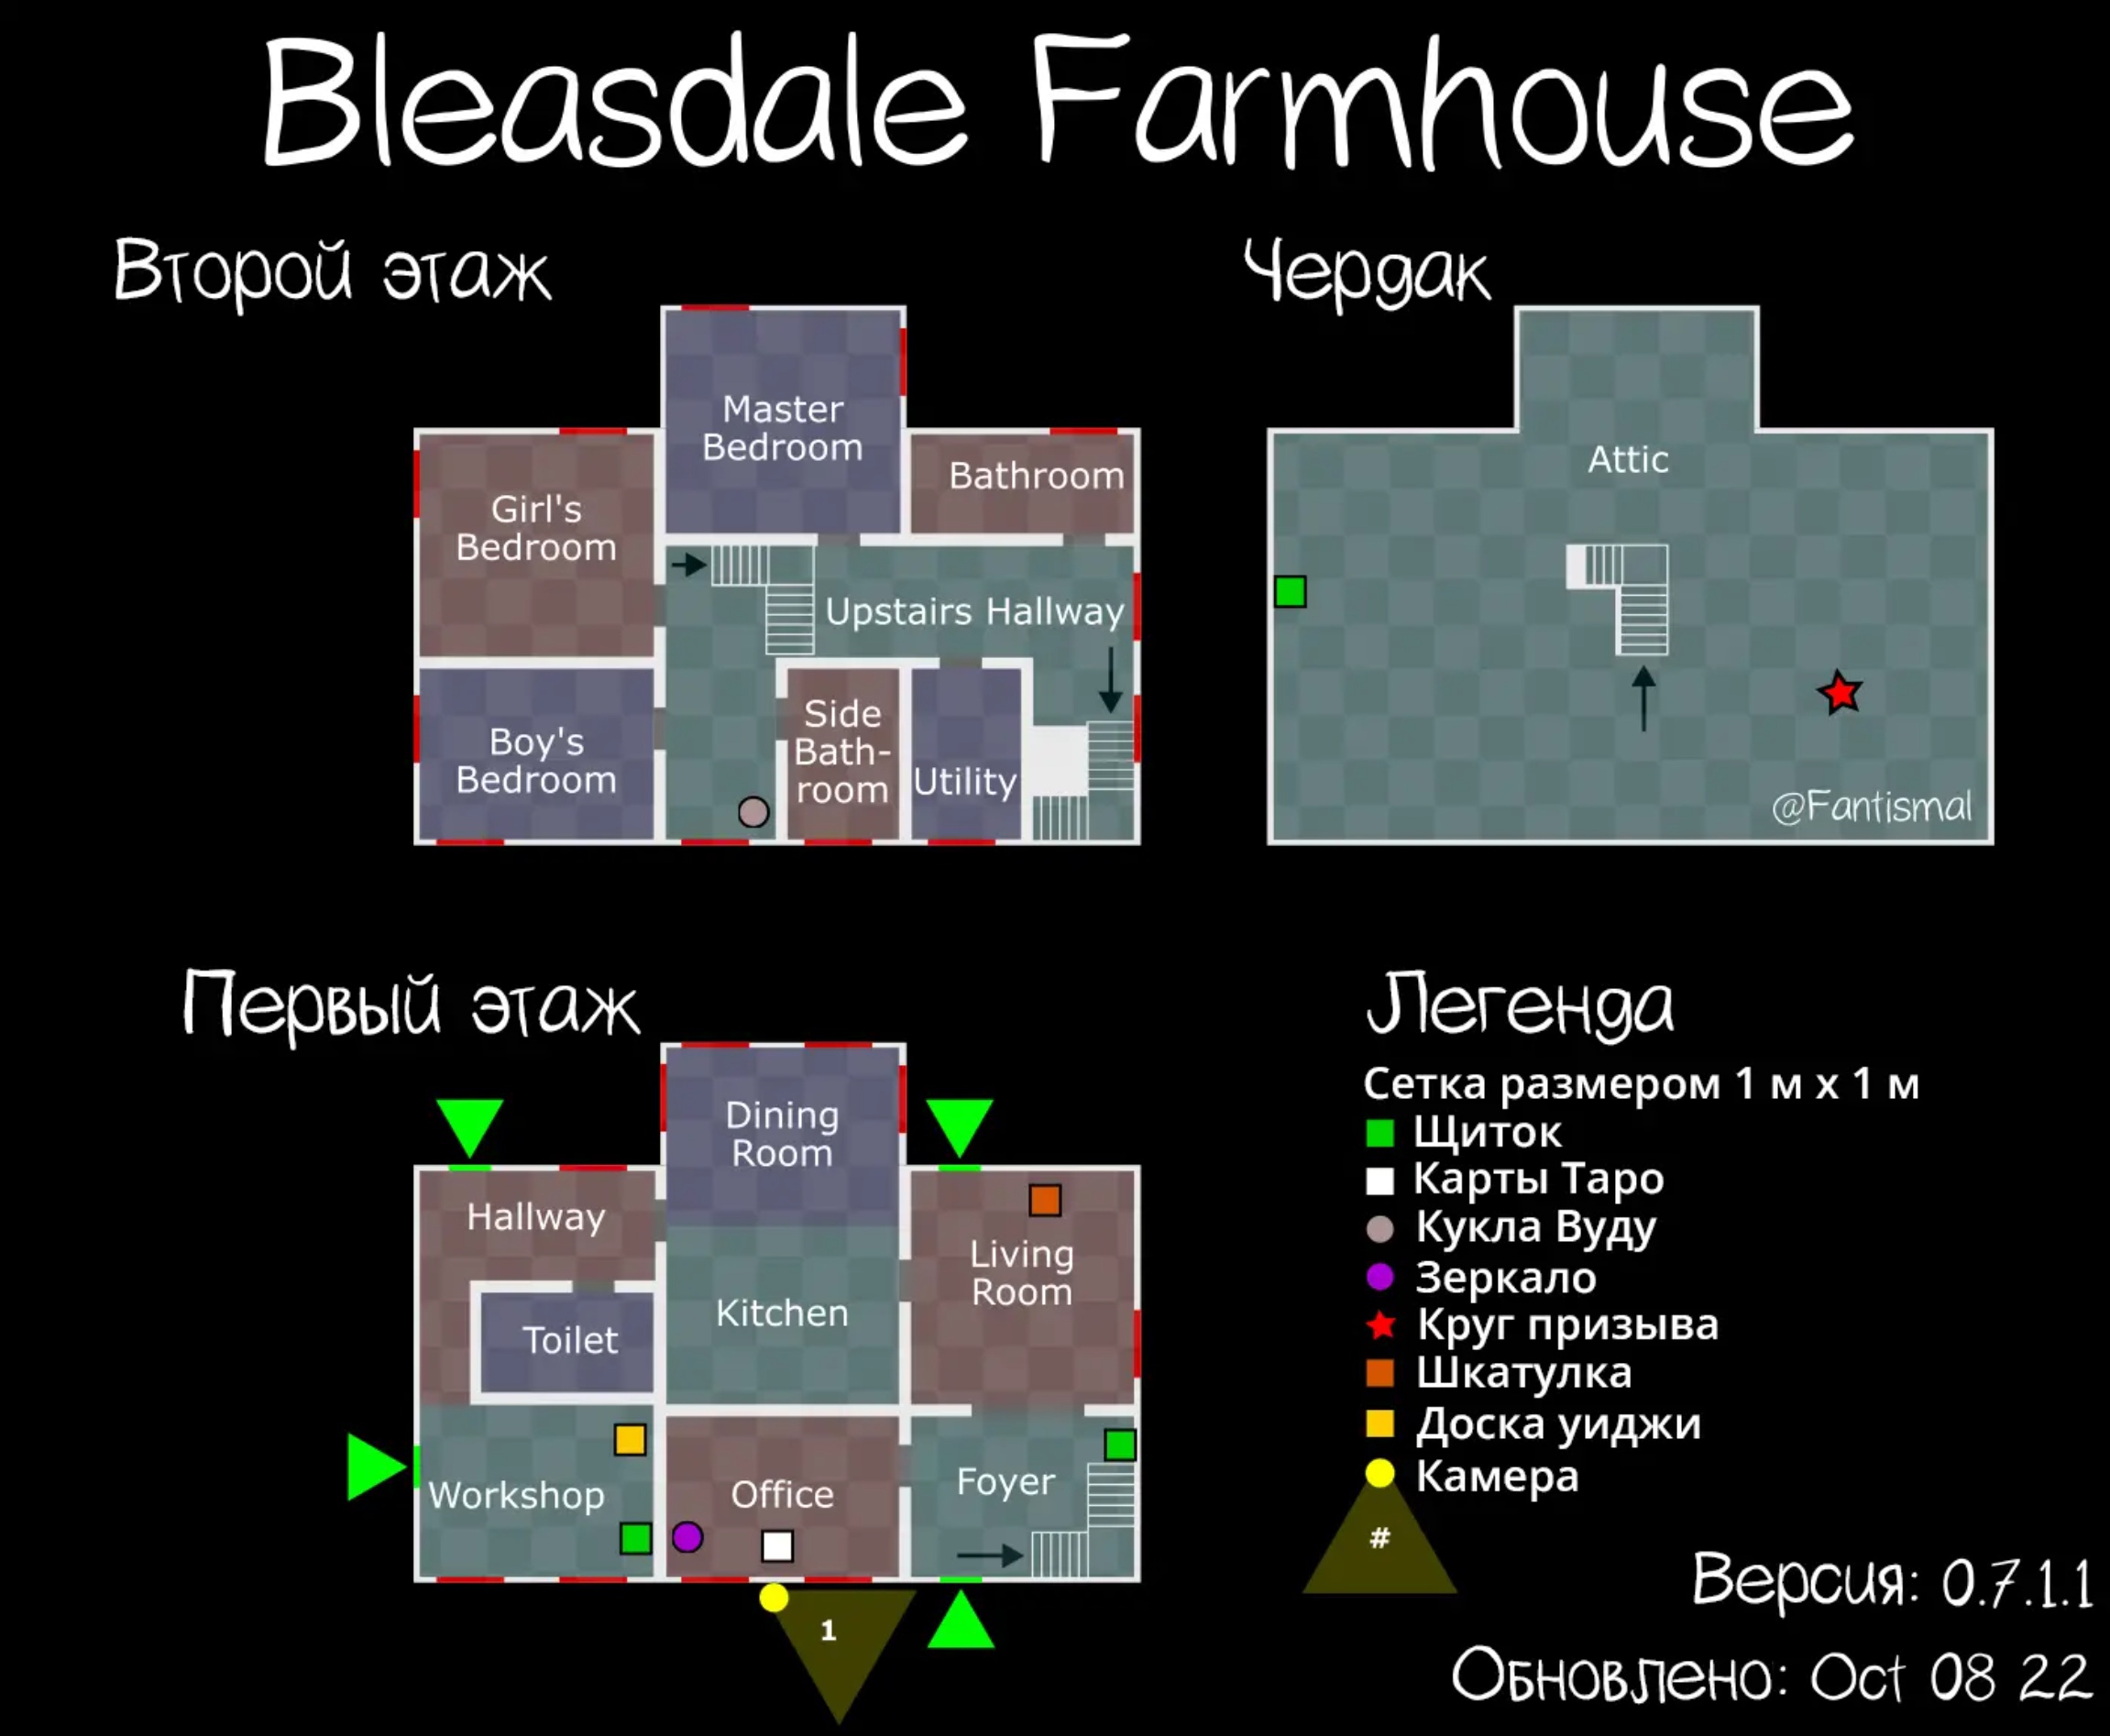 Bleasdale Farmhouse
Второй этаж
Чердак
Master
Bedroom
Girl's
Bedroom
Bathroom
Upstairs Hallway
Boy's
Bedroom
Side
Bath-
room
Utility
Attic
@Fantismal
Первый этаж
Dining
Room
Hallway
Living
Room
Toilet
Kitchen
Workshop
Office
Foyer
1
Легенда
Сетка размером 1 м x 1 м
Щиток
Карты Таро
Кукла Вуду
Зеркало
Круг призыва
Шкатулка
Доска уиджи
Камера
#
Версия: 0.7.1.1
Обновлено: Oct 08 22